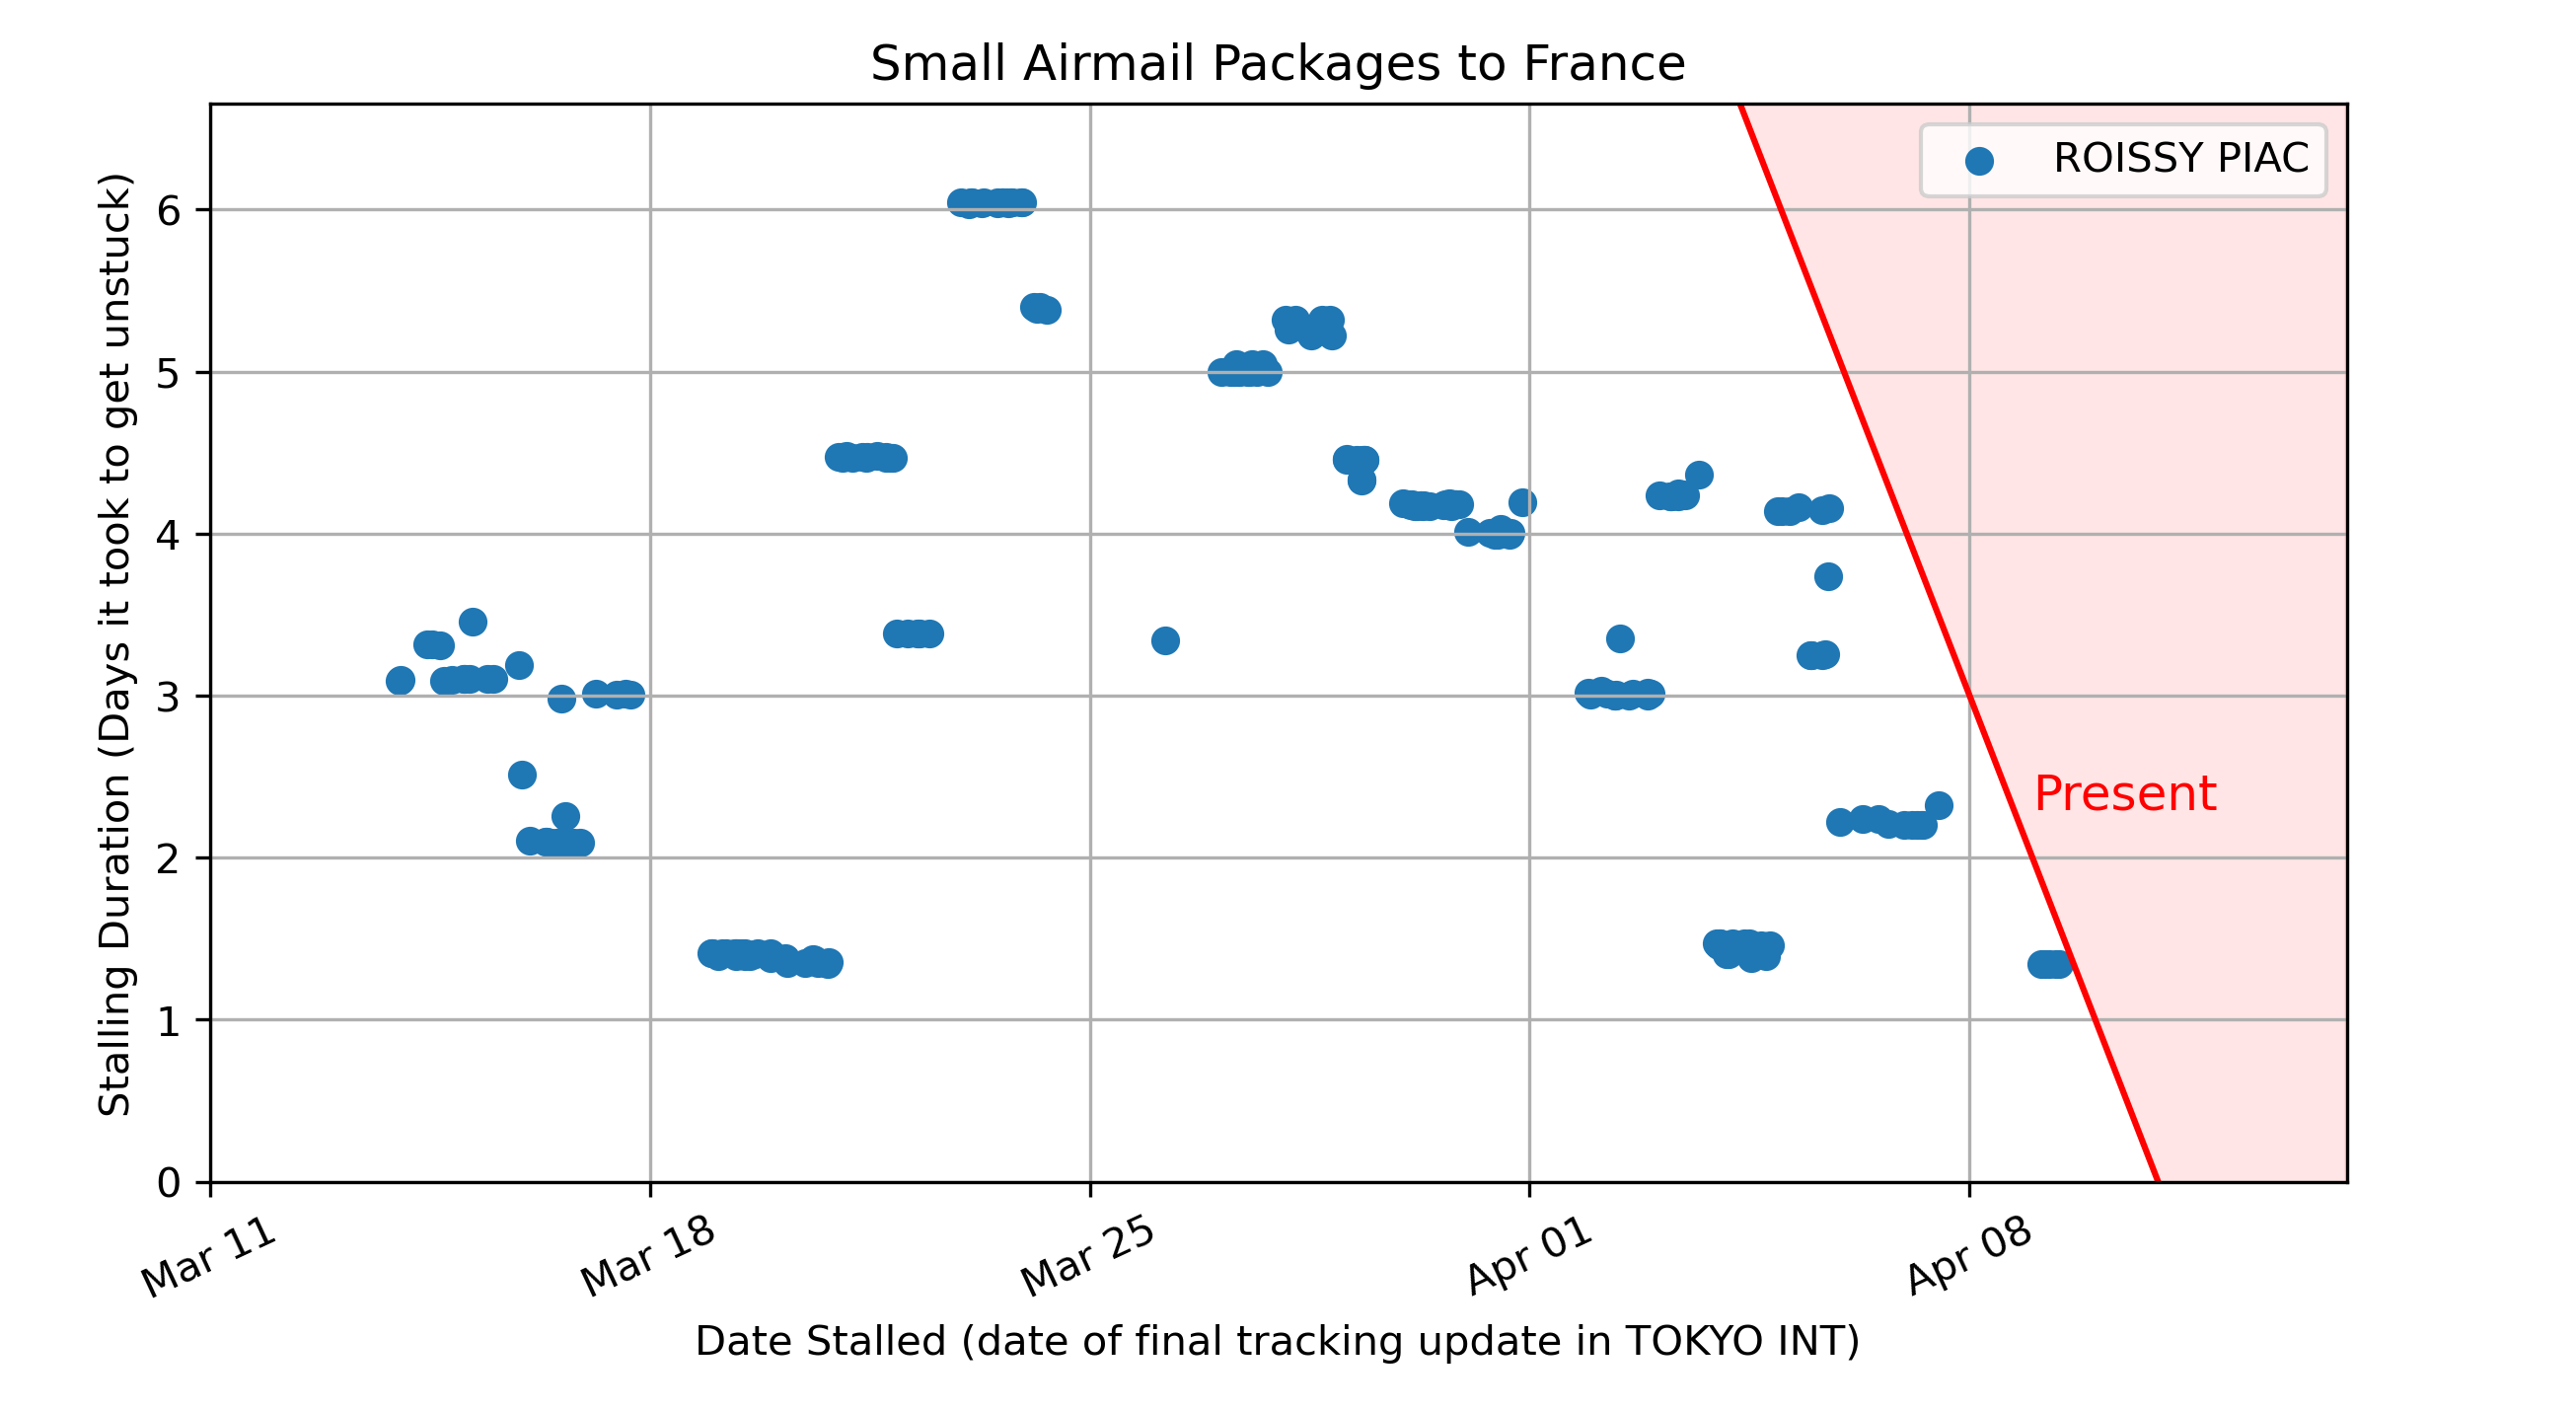 Small Airmail Packages to France
ROISSY PIAC
Stalling Duration (Days it took to get unstuck)
6
5
4
3
2
1
0
Present
Mar 11
Mar 18
Mar 25
Apr 01
Apr 08
Date Stalled (date of final tracking update in TOKYO INT)